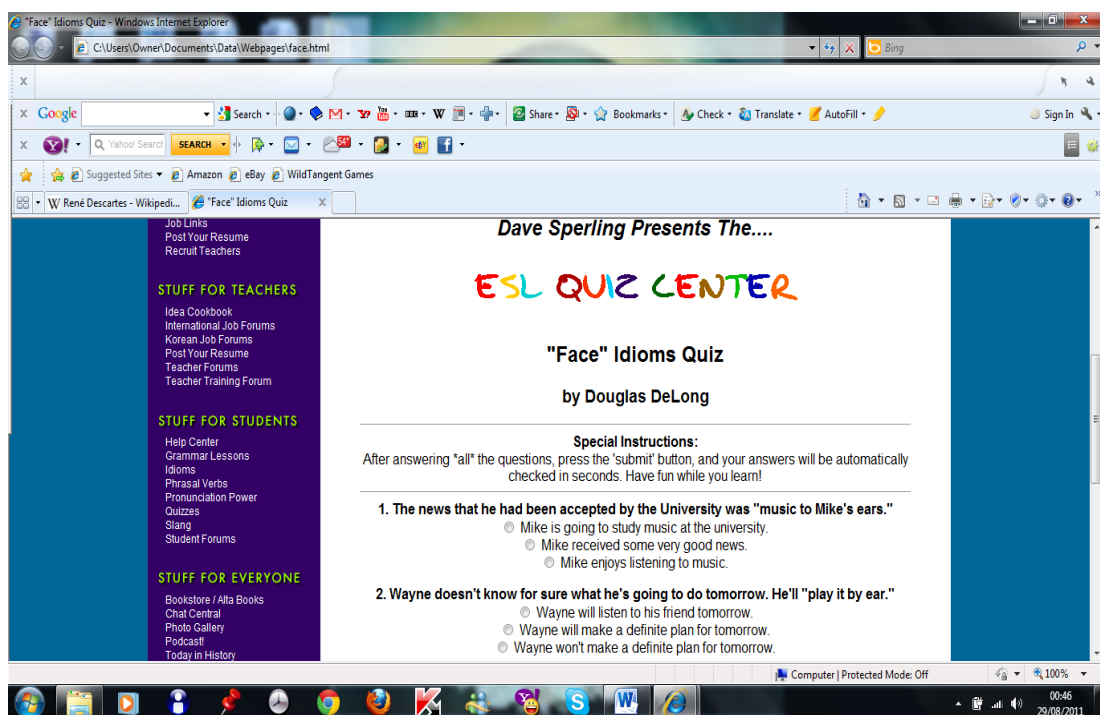 "Face" Idioms Quiz - Windows Internet Explorer
C:\Users\Owner\Documents\Data\Webpages\face.html
Bing
x
x Google Search Share Bookmarks Check Translate AutoFill Sign In
x Y! Yahoo! Search SEARCH 54° eBY f
Suggested Sites Amazon eBay WildTangent Games
W René Descartes - Wikipedi... "Face" Idioms Quiz x
Job Links
Post Your Resume
Recruit Teachers
STUFF FOR TEACHERS
Idea Cookbook
International Job Forums
Korean Job Forums
Post Your Resume
Teacher Forums
Teacher Training Forum
STUFF FOR STUDENTS
Help Center
Grammar Lessons
Idioms
Phrasal Verbs
Pronunciation Power
Quizzes
Slang
Student Forums
STUFF FOR EVERYONE
Bookstore / Alta Books
Chat Central
Photo Gallery
Podcast!
Today in History
Dave Sperling Presents The....
ESL QUIZ CENTER
"Face" Idioms Quiz
by Douglas DeLong
Special Instructions:
After answering *all* the questions, press the 'submit' button, and your answers will be automatically
checked in seconds. Have fun while you learn!
1. The news that he had been accepted by the University was "music to Mike's ears."
Mike is going to study music at the university.
Mike received some very good news.
Mike enjoys listening to music.
2. Wayne doesn't know for sure what he's going to do tomorrow. He'll "play it by ear."
Wayne will listen to his friend tomorrow.
Wayne will make a definite plan for tomorrow.
Wayne won't make a definite plan for tomorrow.
Computer | Protected Mode: Off
100%
00:46
29/08/2011